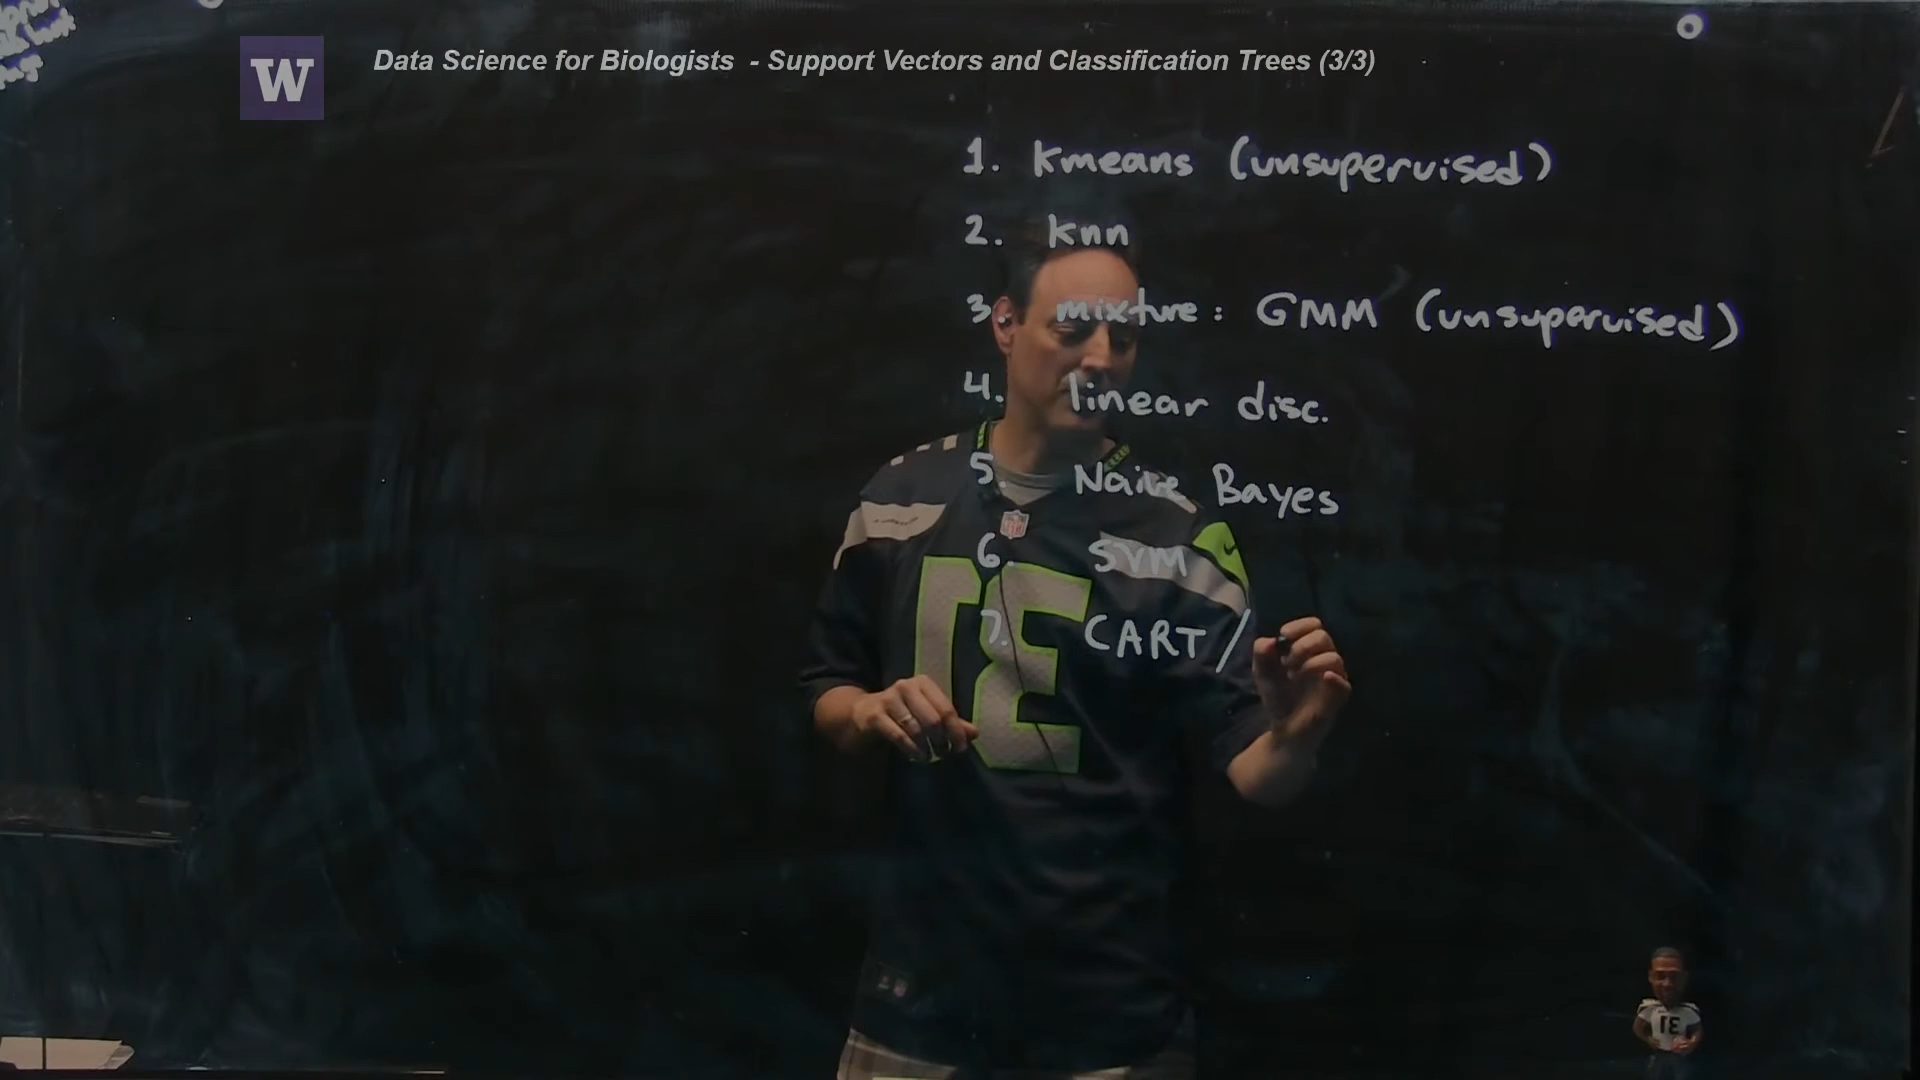 W
Data Science for Biologists - Support Vectors and Classification Trees (3/3)
1. kmeans (unsupervised)
2. knn
3. mixture: GMM (unsupervised)
4. linear disc.
5. Naive Bayes
6. SVM
7. CART/
31